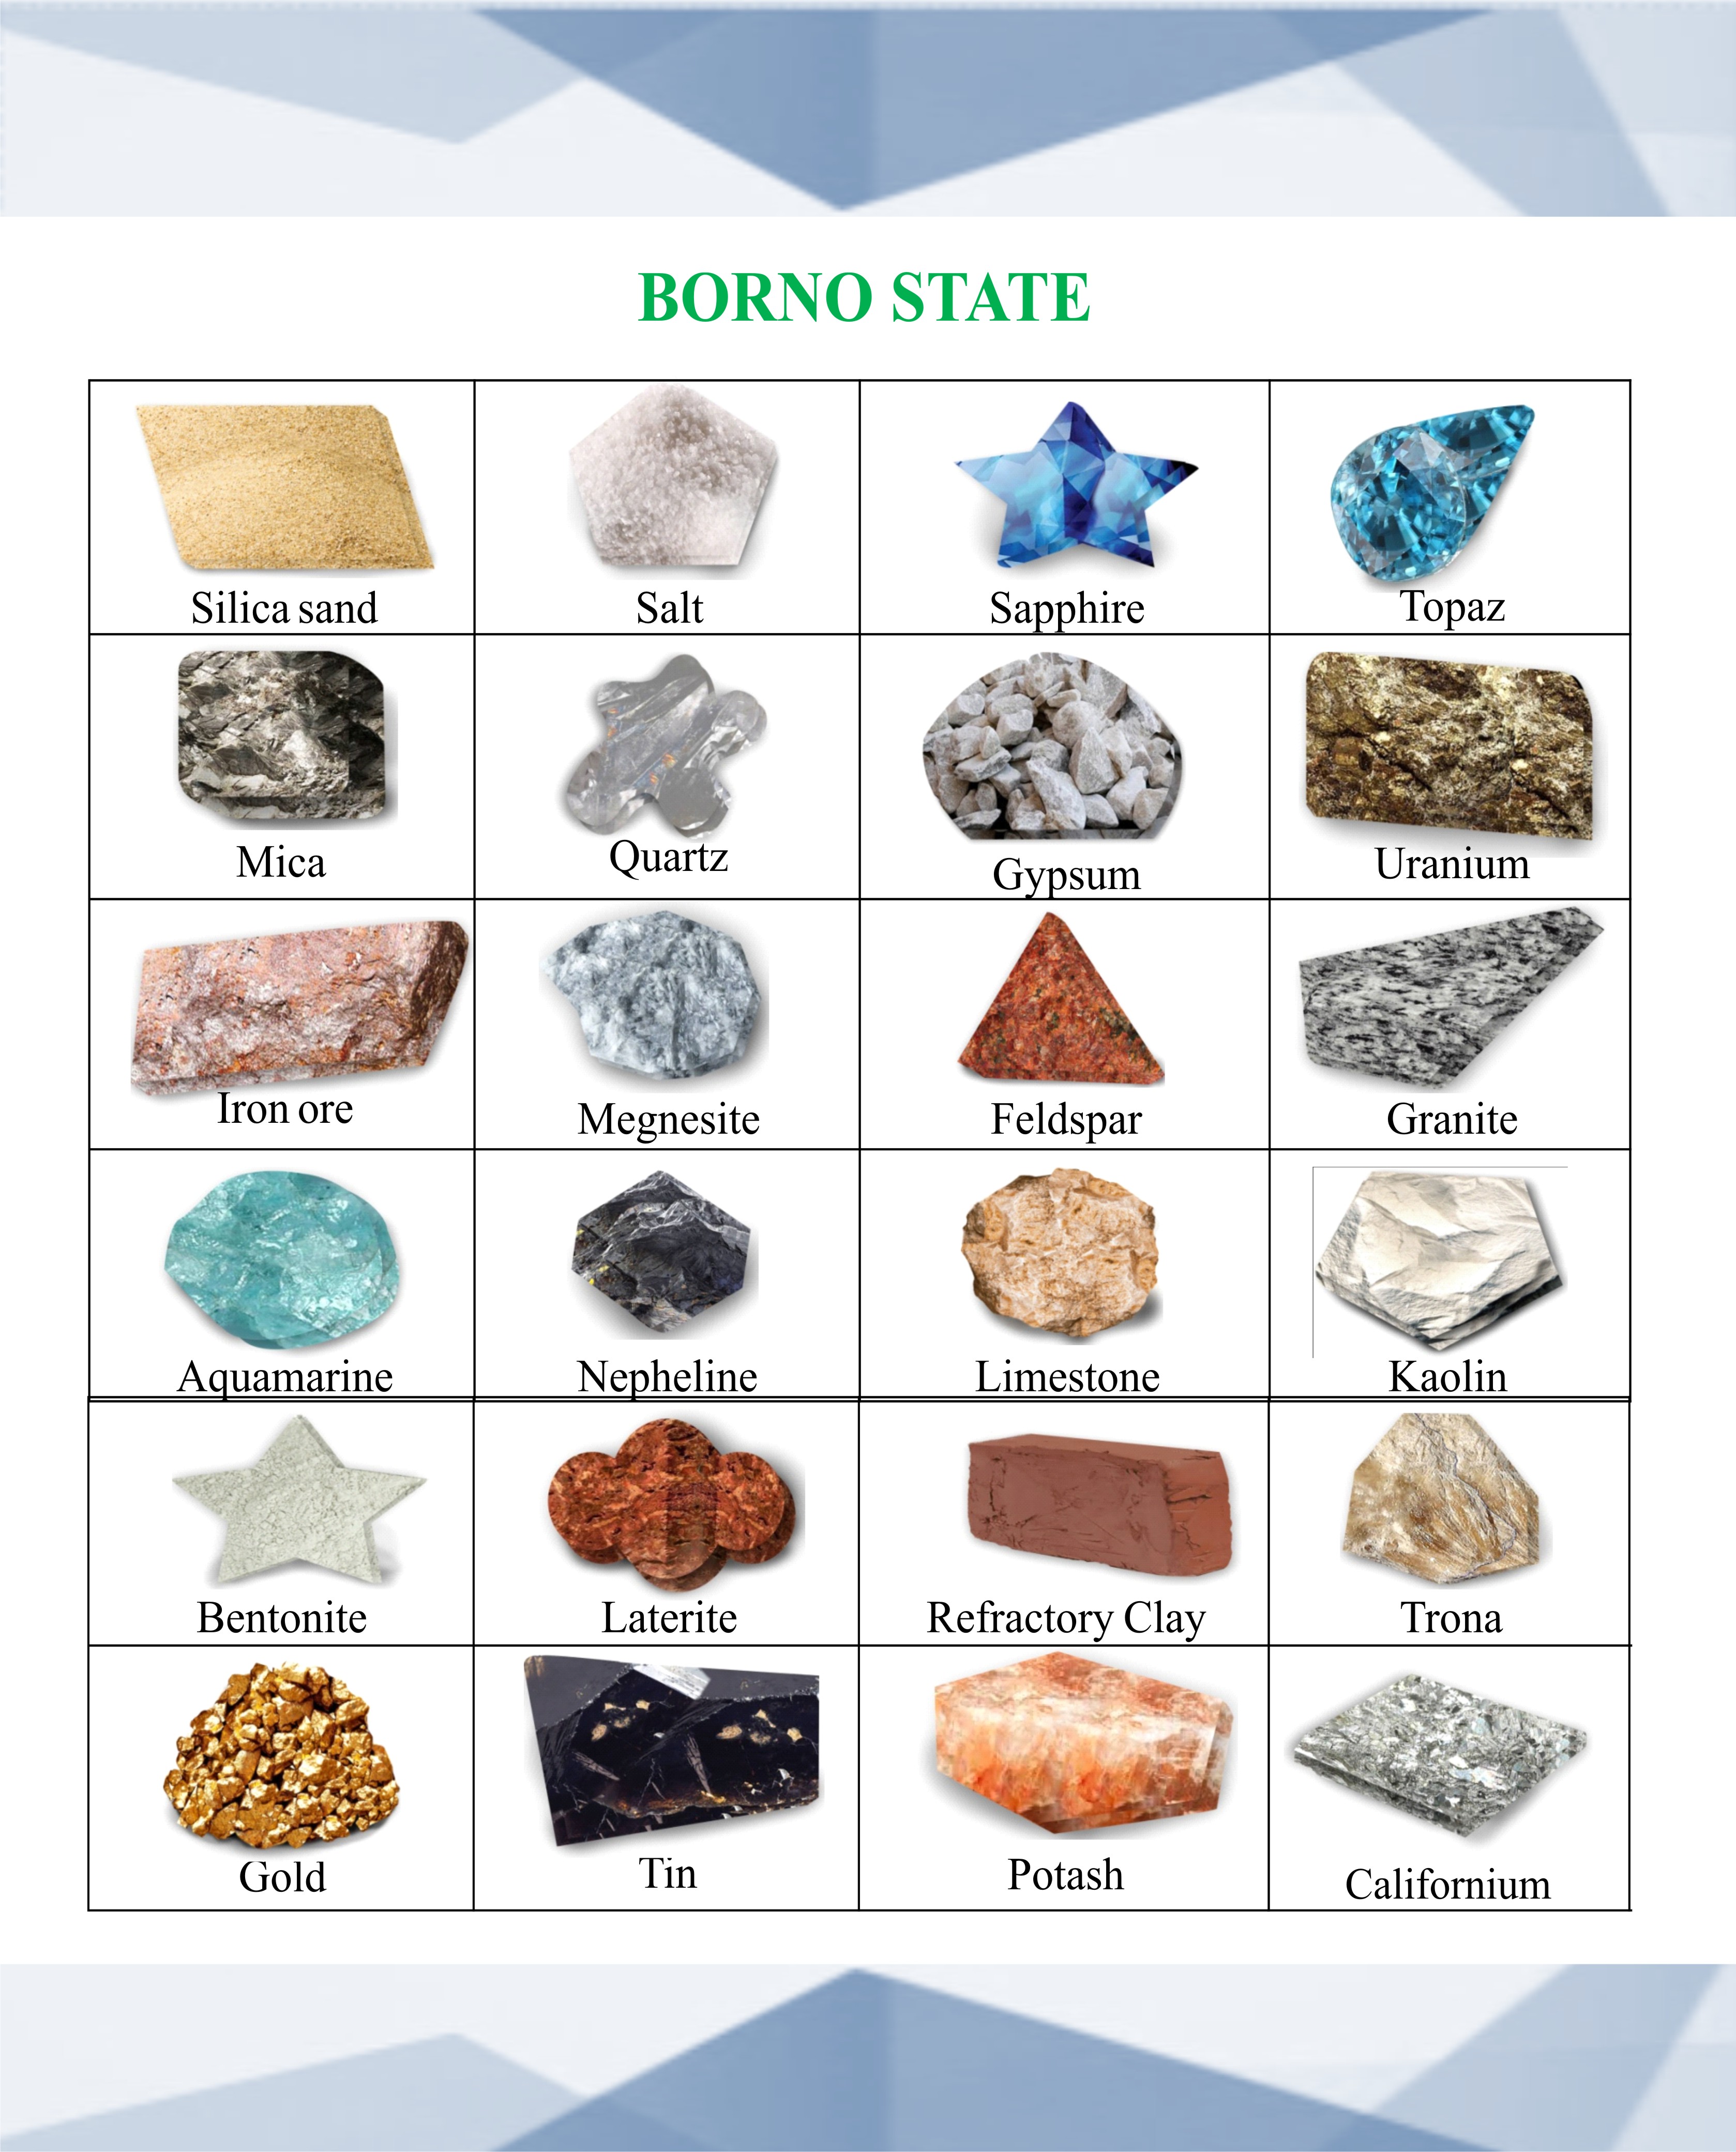 BORNO STATE
Silica sand
Salt
Sapphire
Topaz
Mica
Quartz
Gypsum
Uranium
Iron ore
Megnesite
Feldspar
Granite
Aquamarine
Nepheline
Limestone
Kaolin
Bentonite
Laterite
Refractory Clay
Trona
Gold
Tin
Potash
Californium